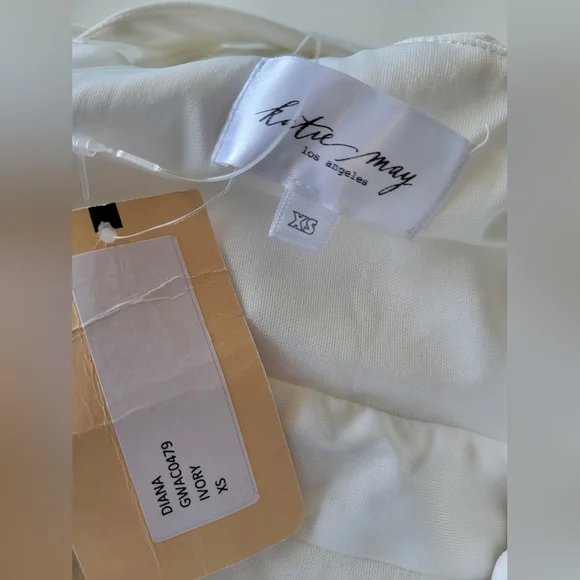 katie may
los angeles
XS
DIANA
GWAC0479
IVORY
XS